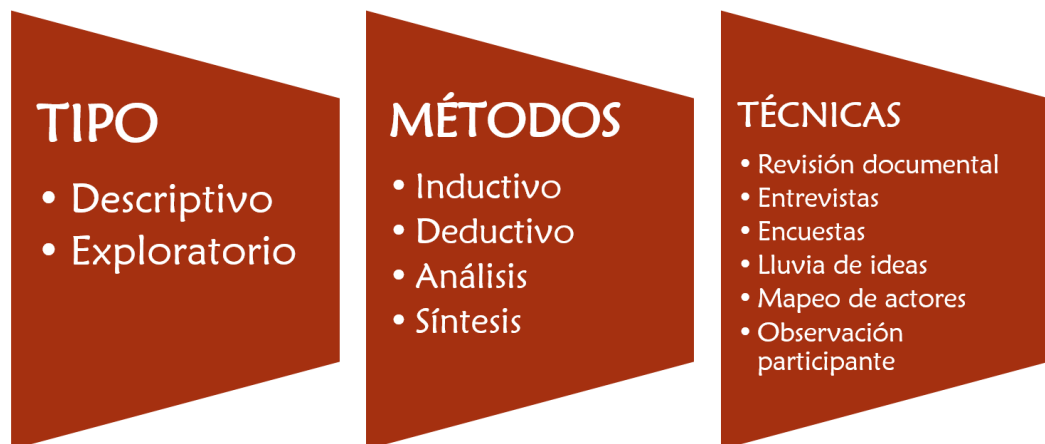 TIPO
• Descriptivo
• Exploratorio
MÉTODOS
• Inductivo
• Deductivo
• Análisis
• Síntesis
TÉCNICAS
• Revisión documental
• Entrevistas
• Encuestas
• Lluvia de ideas
• Mapeo de actores
• Observación
participante